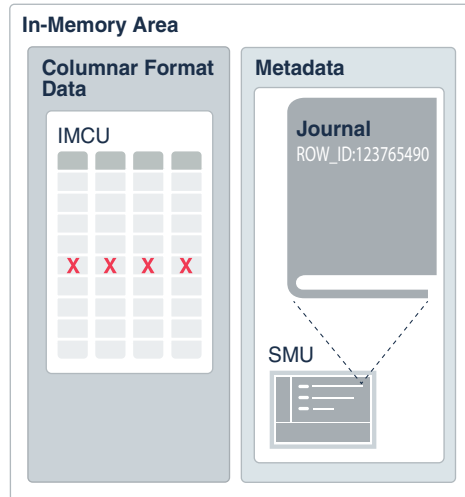 In-Memory Area
Columnar Format
Data
IMCU
X X X X
Metadata
Journal
ROW_ID:123765490
SMU